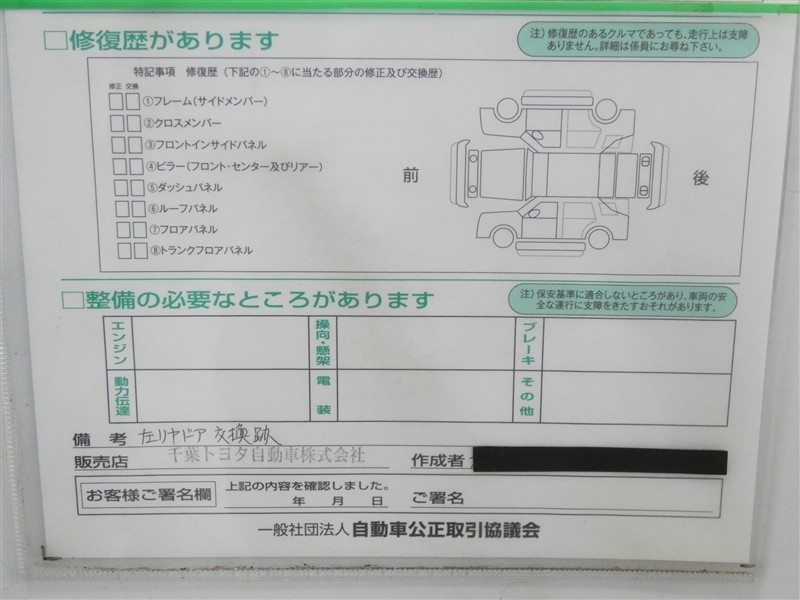 □修復歴があります
注）修復歴のあるクルマであっても、走行上は支障
ありません。詳細は係員にお尋ね下さい。
特記事項 修復歴（下記の①～⑧に当たる部分の修正及び交換歴）
修正 交換
①フレーム（サイドメンバー）
②クロスメンバー
③フロントインサイドパネル
④ピラー（フロント・センター及びリアー）
⑤ダッシュパネル
⑥ルーフパネル
⑦フロアパネル
⑧トランクフロアパネル
前
後
□整備の必要なところがあります
注）保安基準に適合しないところがあり、車両の安
全な運行に支障をきたすおそれがあります。
エンジン
操向・懸架
ブレーキ
動力伝達
電装
その他
備考 左リヤドア 交換跡
販売店 千葉トヨタ自動車株式会社 作成者
お客様ご署名欄 上記の内容を確認しました。
年 月 日 ご署名
一般社団法人 自動車公正取引協議会